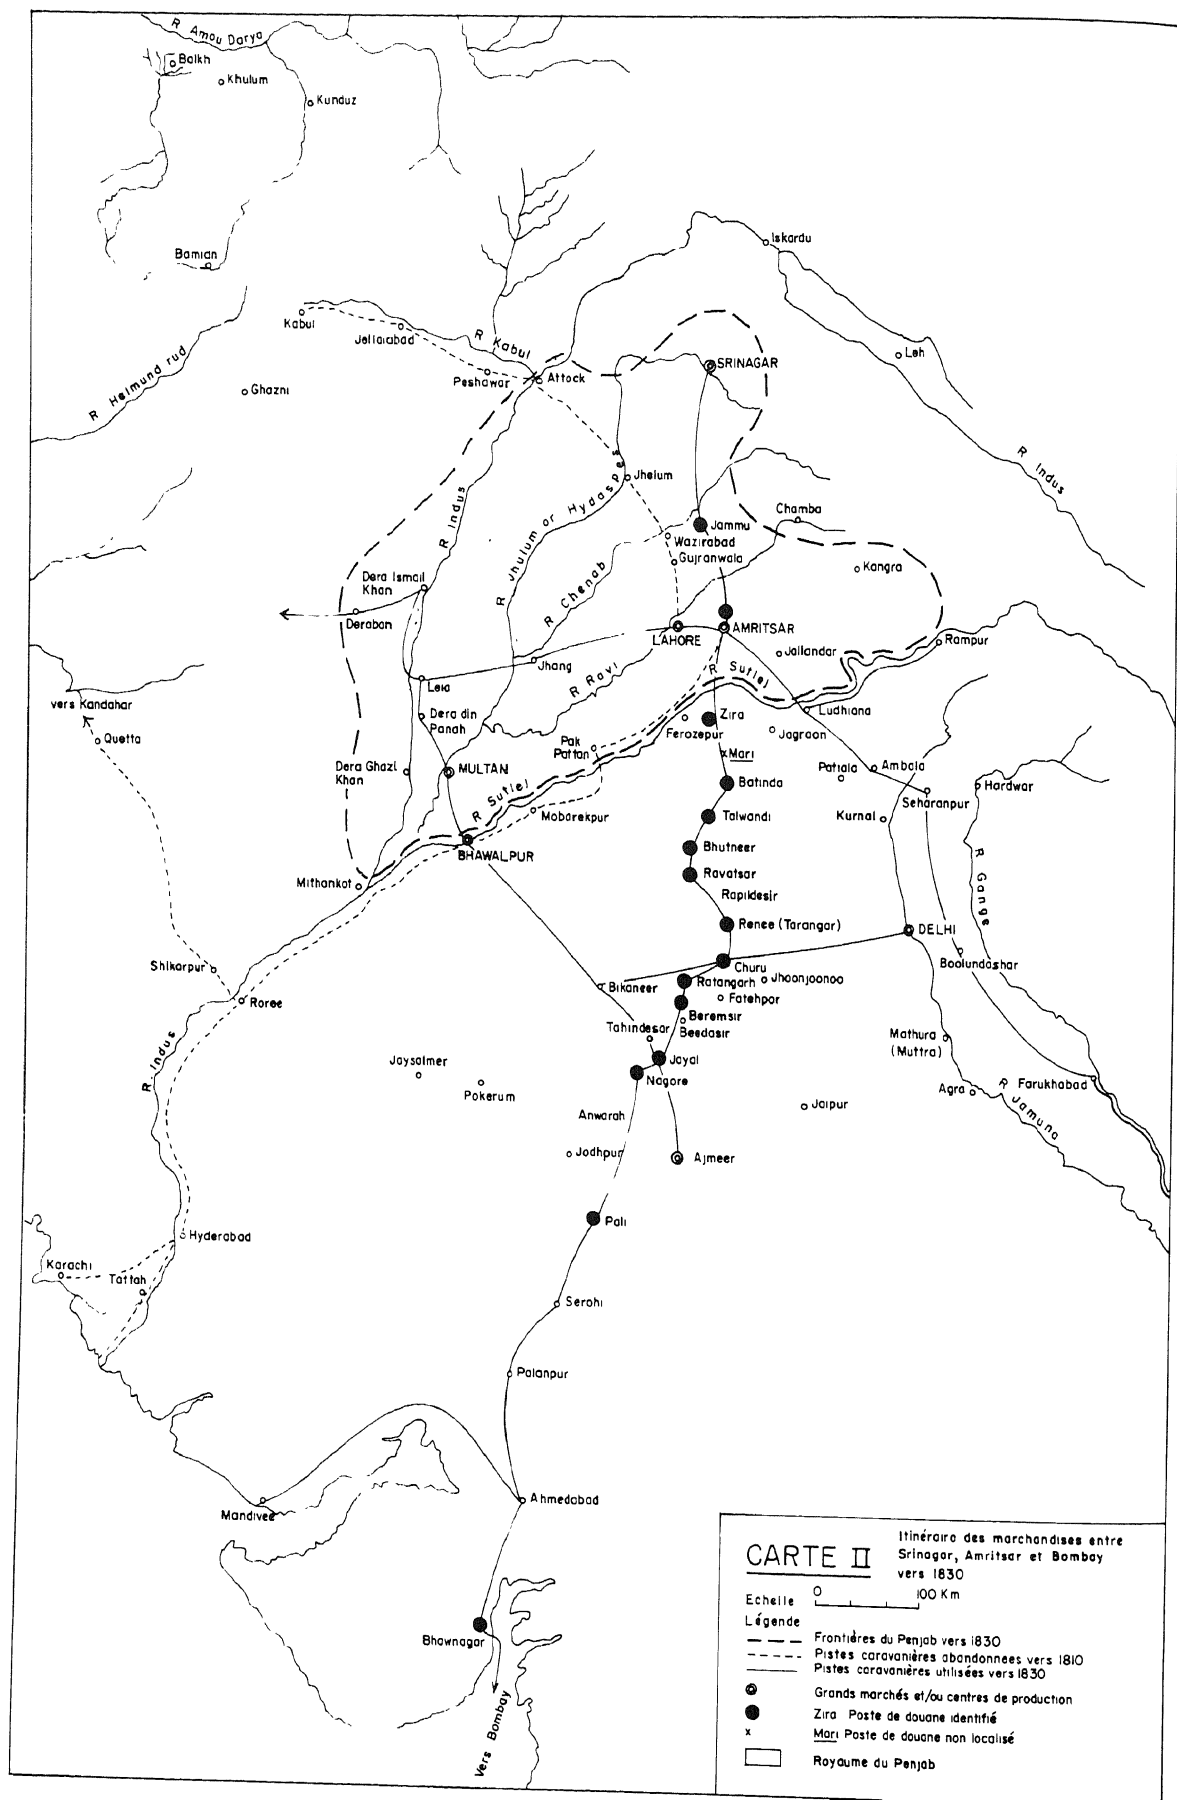 R Amou Darya
Balkh
Khulum
Kunduz
Iskardu
Bamian
Kabul
Jellalabad
R Kabul
Leh
SRINAGAR
Peshawar
Attock
R Helmund rud
Ghazni
R Indus
Jhelum
R Indus
R Jhulum or Hydaspes
Chamba
Jammu
Wazirabad
Gujranwala
Kangra
R Chenab
Dera Ismail
Khan
Deraban
LAHORE
AMRITSAR
Rampur
Jallandar
Jhang
R Ravi
R Sutlej
Leia
vers Kandahar
Dera din
Panah
Zira
Ludhiana
Ferozepur
Jagraon
Quetta
Pak
Pattan
Mari
Dera Ghazi
Khan
MULTAN
Patiala
Ambala
Batinda
Seharanpur
Hardwar
R Sutlej
Mobarekpur
Talwandi
Kurnal
Bhutneer
BHAWALPUR
Ravatsar
R Gange
Mithankot
Rapildesir
Renee (Tarangar)
DELHI
Shikarpur
Churu
Boolundashar
Bikaneer
Ratangarh
Jhoonjoonoo
Roree
Fatehpor
Beremsir
Tahindesar
Beedasir
Mathura
(Muttra)
R Indus
Jaysalmer
Jayal
Pokerum
Nagore
Agra
Farukhabad
R Jamuna
Anwarah
Jaipur
Jodhpur
Ajmeer
Pali
Hyderabad
Karachi
Tattah
Serohi
Palanpur
Mandivee
Ahmedabad
Bhawnagar
Vers Bombay
CARTE II
Itinéraire des marchandises entre
Srinagar, Amritsar et Bombay
vers 1830
Echelle
0
100 Km
Légende
Frontières du Penjab vers 1830
Pistes caravanières abandonnees vers 1810
Pistes caravanières utilisées vers 1830
Grands marchés et/ou centres de production
Zira Poste de douane identifié
x Mari Poste de douane non localisé
Royaume du Penjab